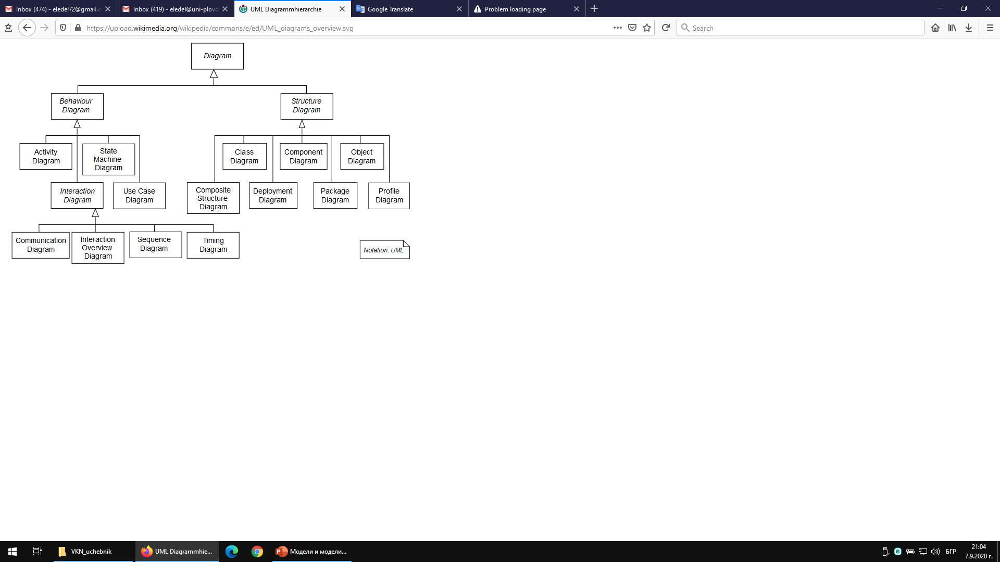 Inbox (474) - eledel72@gmail.c
Inbox (419) - eledel@uni-plovd
UML Diagrammhierarchie
Google Translate
Problem loading page
https://upload.wikimedia.org/wikipedia/commons/e/ed/UML_diagrams_overview.svg
Search
Diagram
Behaviour
Diagram
Structure
Diagram
Activity
Diagram
State
Machine
Diagram
Class
Diagram
Component
Diagram
Object
Diagram
Interaction
Diagram
Use Case
Diagram
Composite
Structure
Diagram
Deployment
Diagram
Package
Diagram
Profile
Diagram
Communication
Diagram
Interaction
Overview
Diagram
Sequence
Diagram
Timing
Diagram
Notation: UML
VKN_uchebnik
UML Diagrammhie...
Модели и модели...
БГР
21:04
7.9.2020 г.